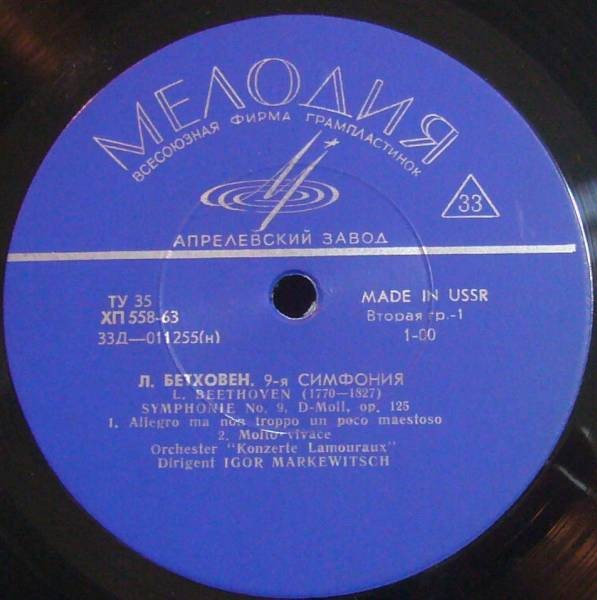 МЕЛОДИЯ
ВСЕСОЮЗНАЯ ФИРМА ГРАМПЛАСТИНОК
33
АПРЕЛЕВСКИЙ ЗАВОД
ТУ 35
ХП 558-63
33Д—011255(н)
MADE IN USSR
Вторая гр.-1
1-00
Л. БЕТХОВЕН. 9-я СИМФОНИЯ
L. BEETHOVEN (1770—1827)
SYMPHONIE No. 9, D-Moll, op. 125
1. Allegro ma non troppo un poco maestoso
2. Molto vivace
Orchester "Konzerte Lamouraux"
Dirigent IGOR MARKEWITSCH